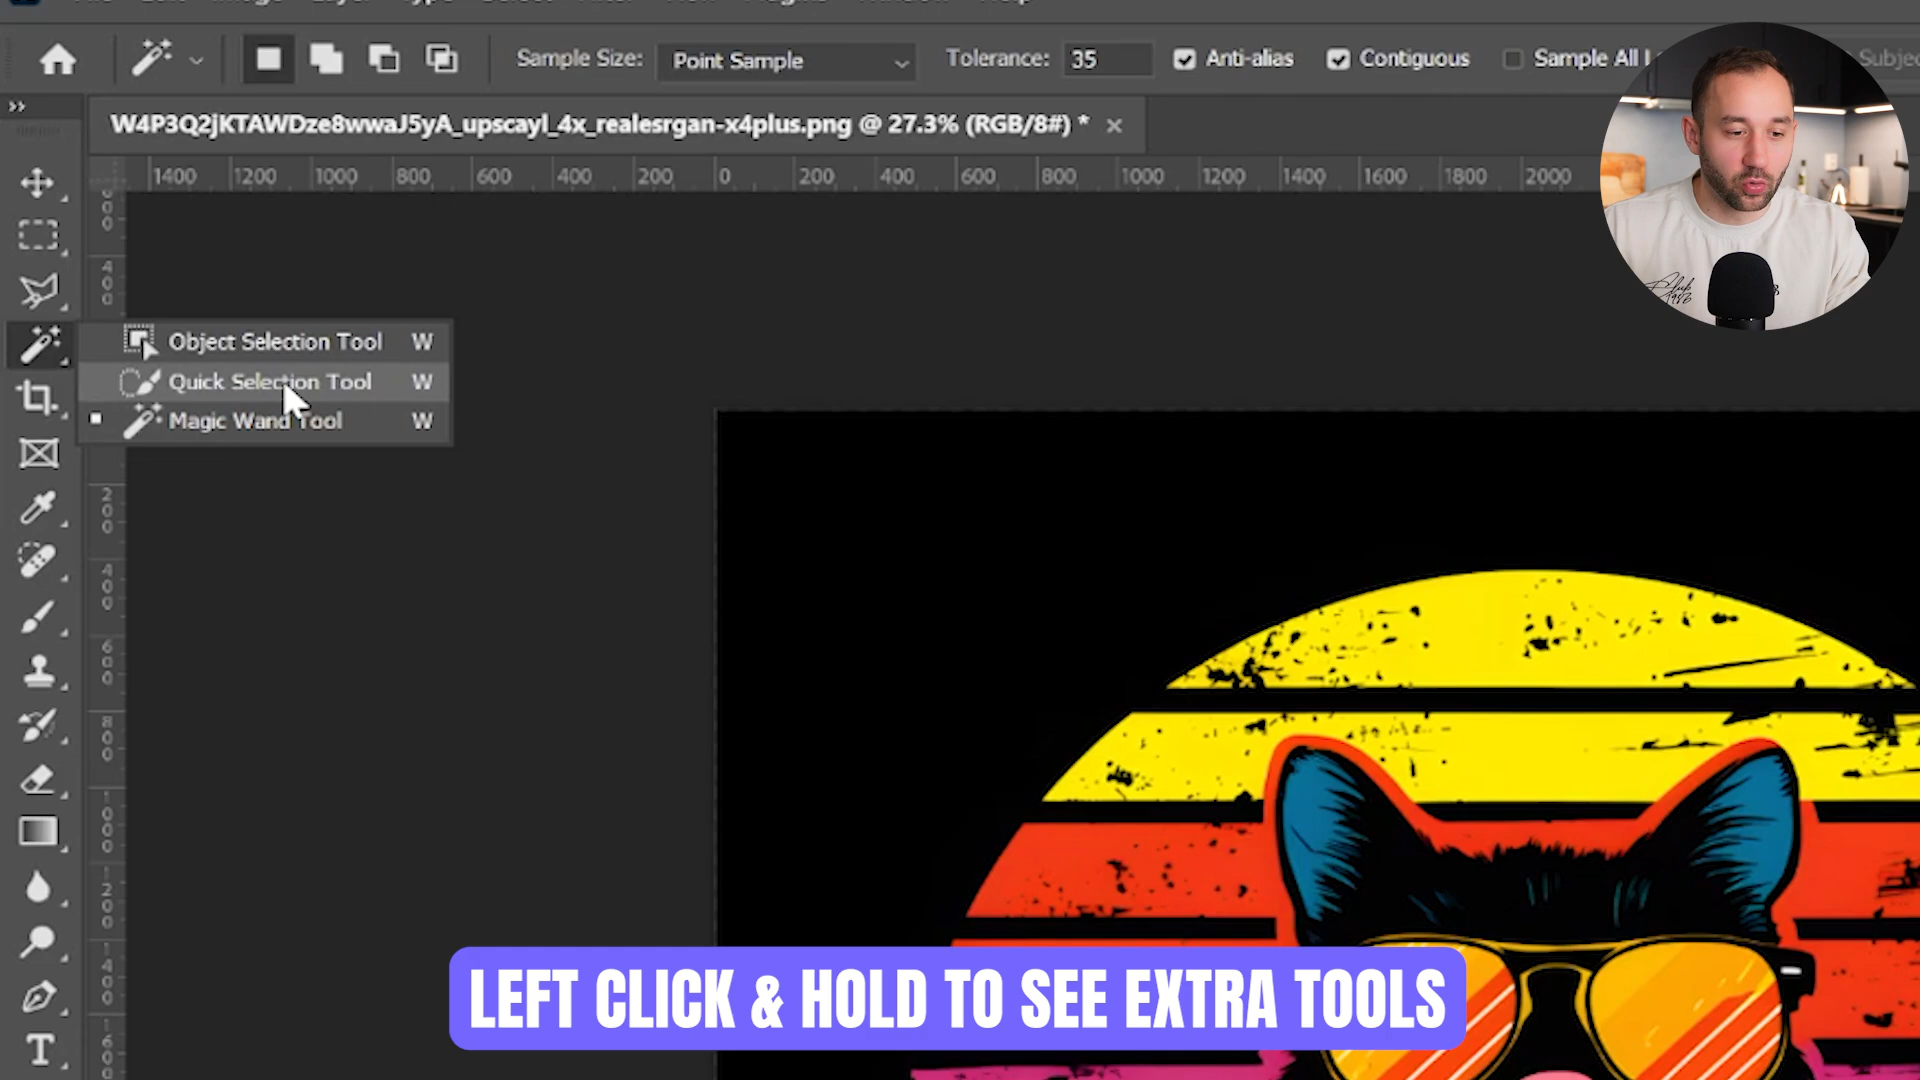 Sample Size: Point Sample Tolerance: 35 Anti-alias Contiguous Sample All Subjec
W4P3Q2jKTAWDze8wwaJ5yA_upscayl_4x_realesrgan-x4plus.png @ 27.3% (RGB/8#) *
1400 1200 1000 800 600 400 200 0 200 400 600 800 1000 1200 1400 1600 1800 2000
Object Selection Tool W
Quick Selection Tool W
Magic Wand Tool W
LEFT CLICK & HOLD TO SEE EXTRA TOOLS